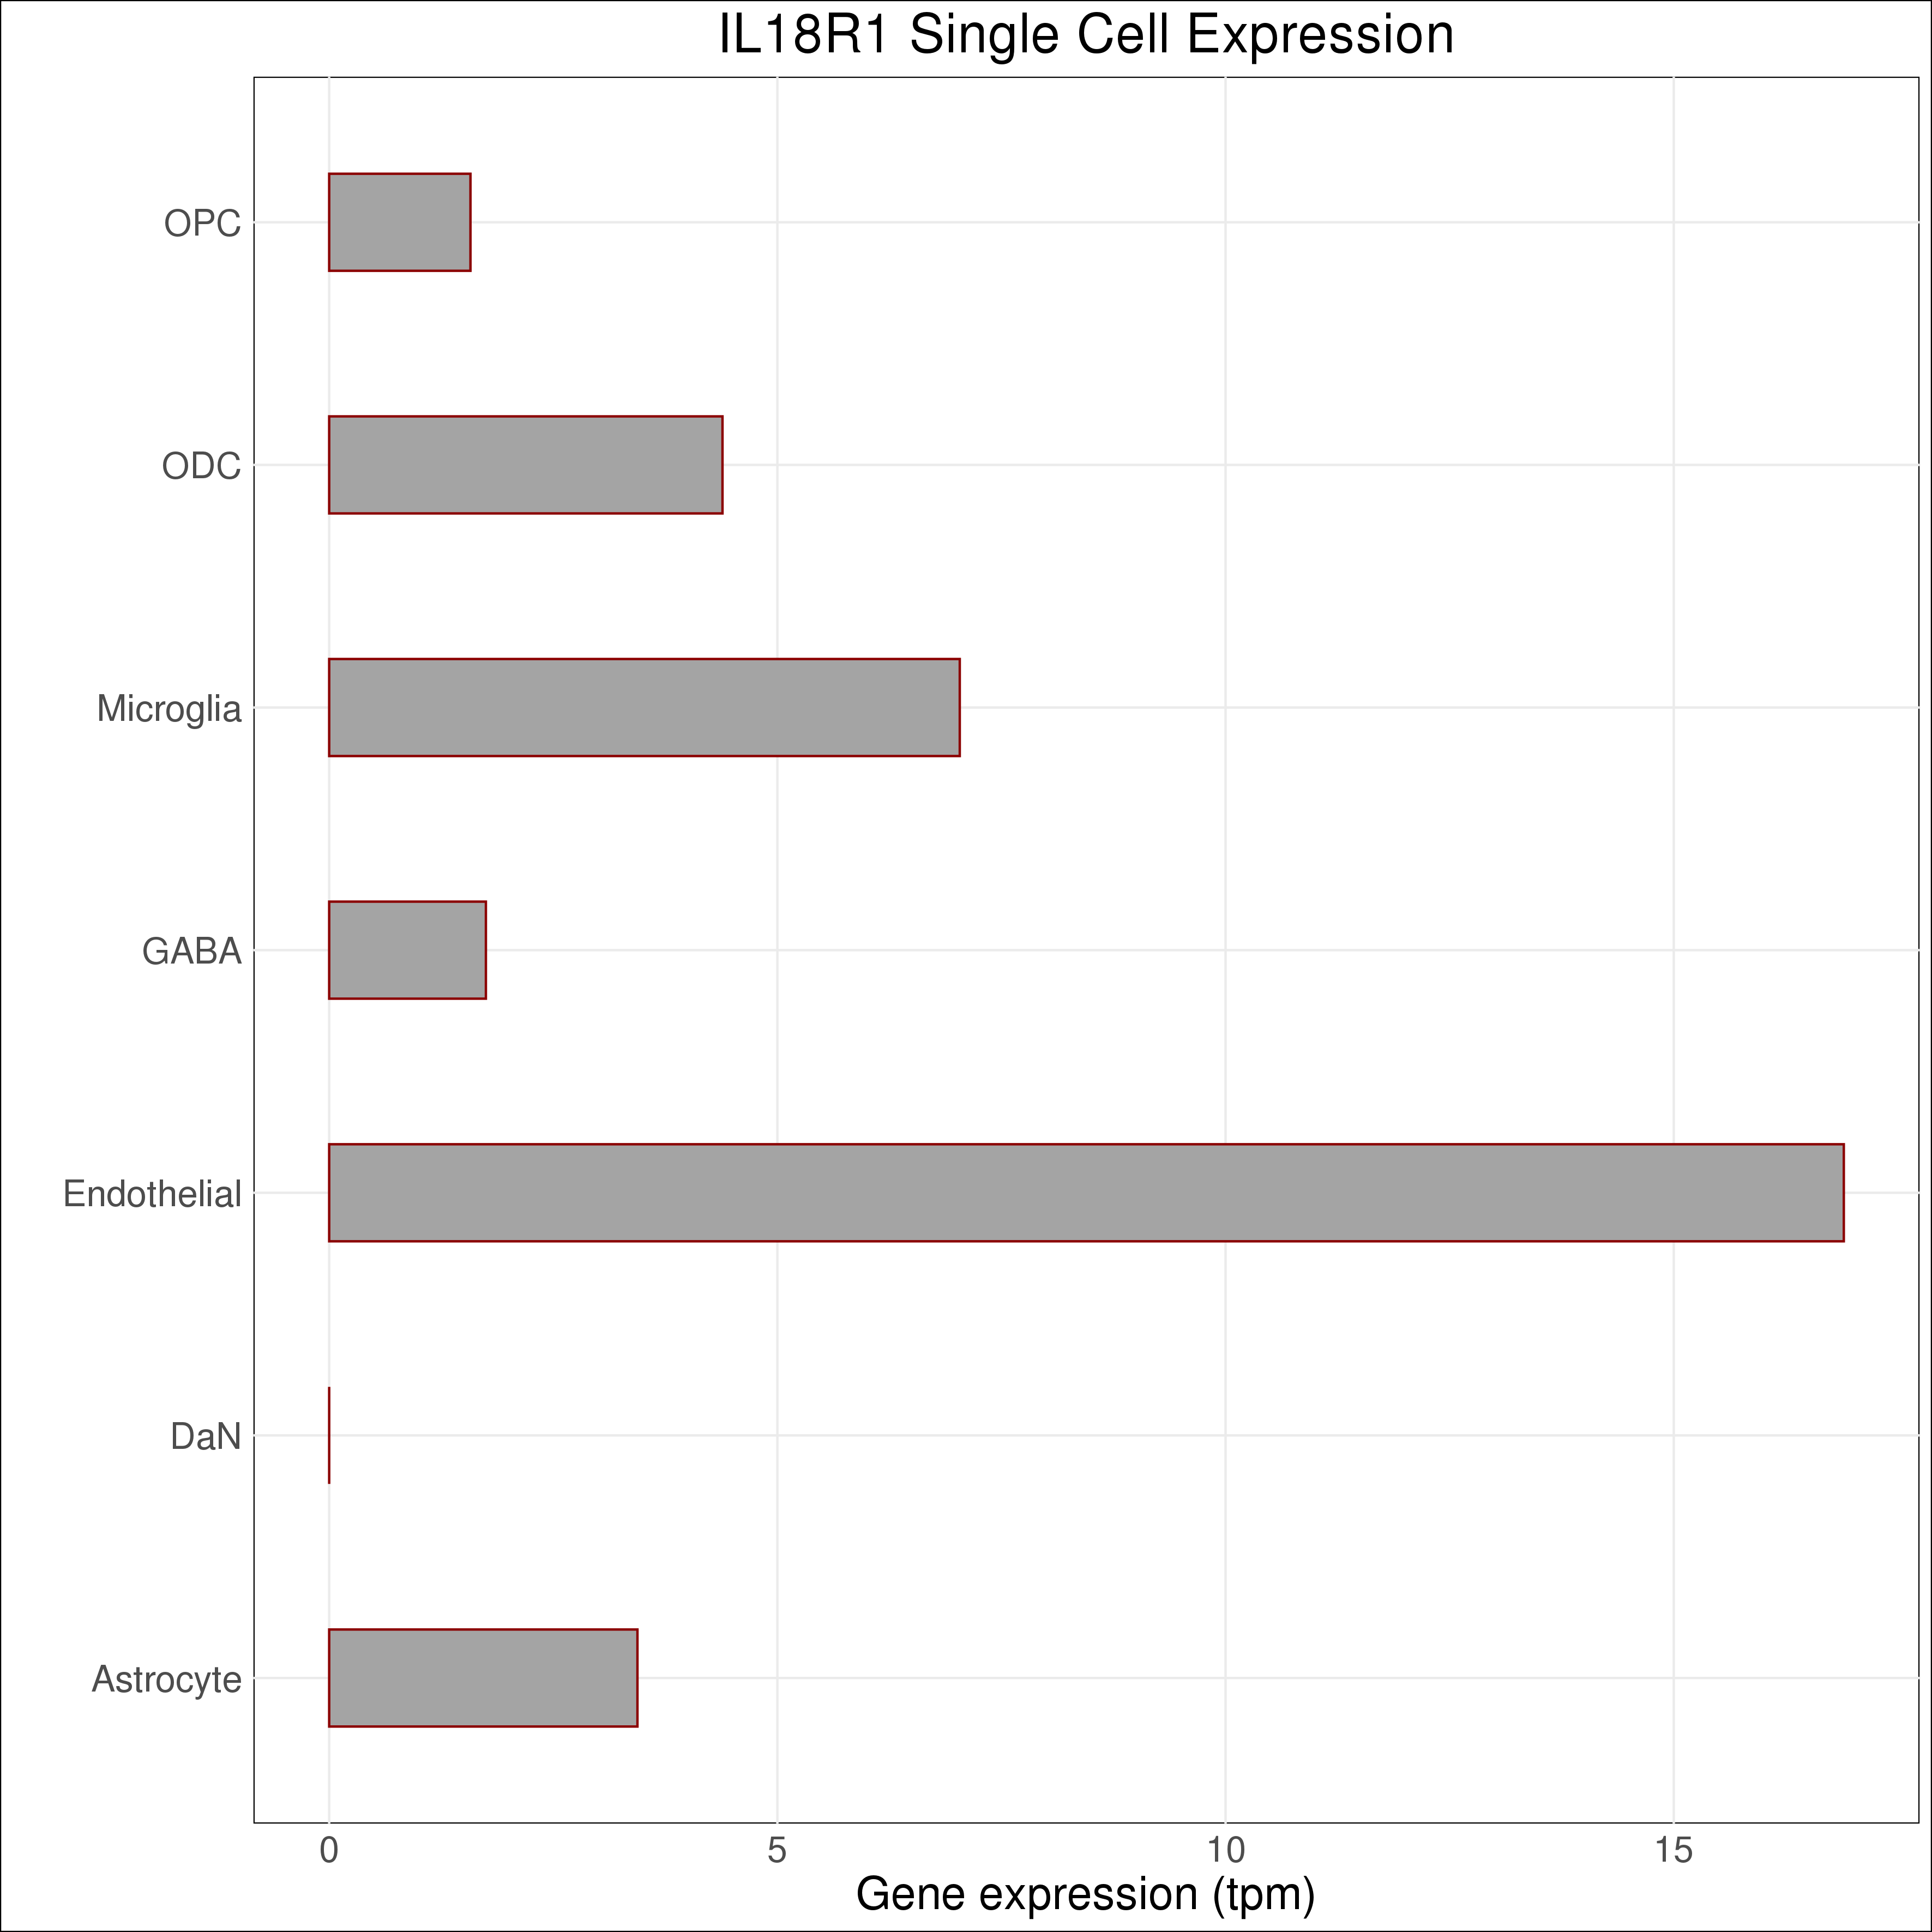 IL18R1 Single Cell Expression
OPC
ODC
Microglia
GABA
Endothelial
DaN
Astrocyte
0 5 10 15
Gene expression (tpm)